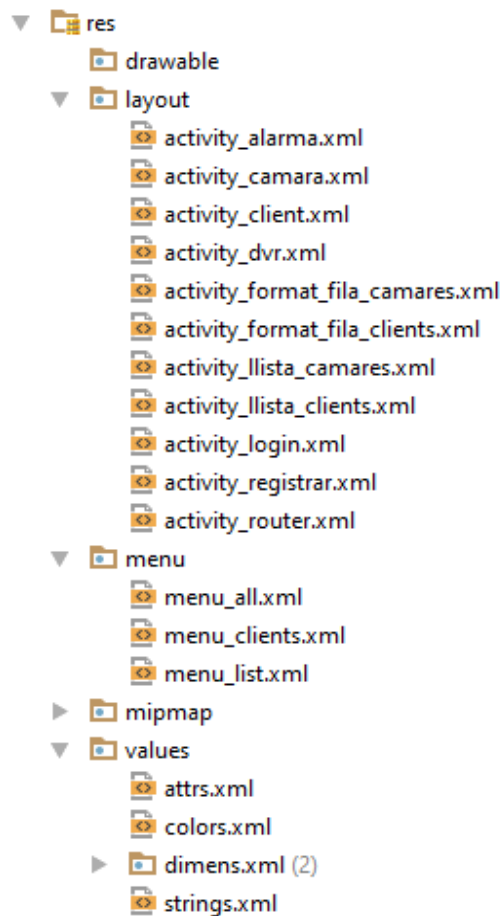 res
drawable
layout
activity_alarma.xml
activity_camara.xml
activity_client.xml
activity_dvr.xml
activity_format_fila_camares.xml
activity_format_fila_clients.xml
activity_llista_camares.xml
activity_llista_clients.xml
activity_login.xml
activity_registrar.xml
activity_router.xml
menu
menu_all.xml
menu_clients.xml
menu_list.xml
mipmap
values
attrs.xml
colors.xml
dimens.xml (2)
strings.xml